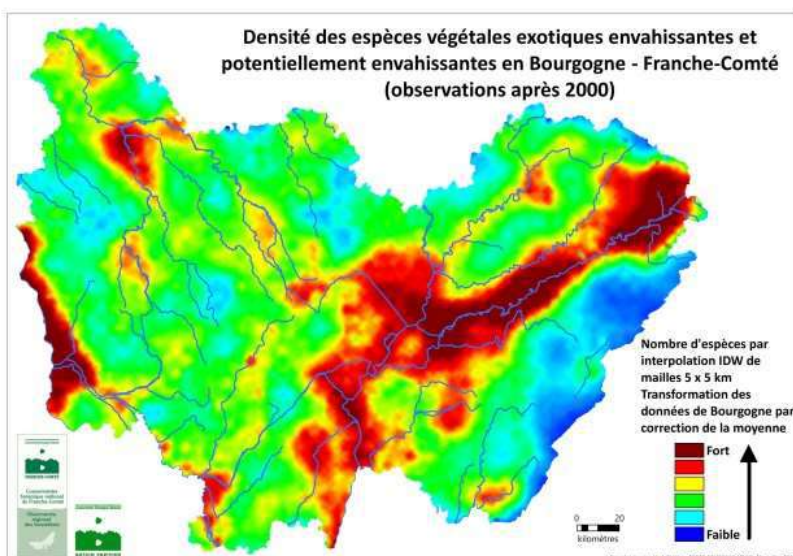 Densité des espèces végétales exotiques envahissantes et
potentiellement envahissantes en Bourgogne - Franche-Comté
(observations après 2000)
Nombre d'espèces par
interpolation IDW de
mailles 5 x 5 km
Transformation des
données de Bourgogne par
correction de la moyenne
Fort
Faible
0 20
kilomètres